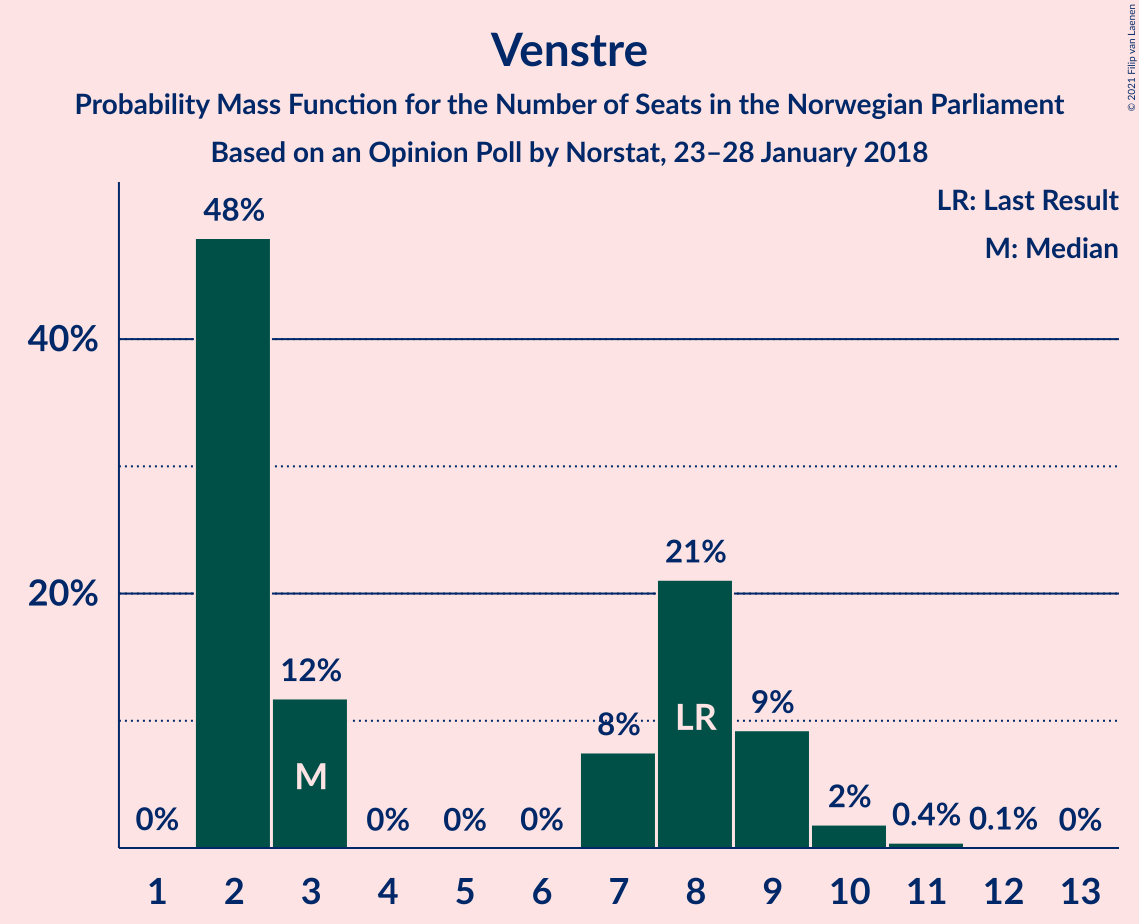 Venstre
Probability Mass Function for the Number of Seats in the Norwegian Parliament
Based on an Opinion Poll by Norstat, 23–28 January 2018
© 2021 Filip van Laenen
LR: Last Result
M: Median
48%
40%
21%
20%
12%
9%
8%
LR
M
2%
0%
0%
0%
0%
0.4%
0.1%
0%
1 2 3 4 5 6 7 8 9 10 11 12 13